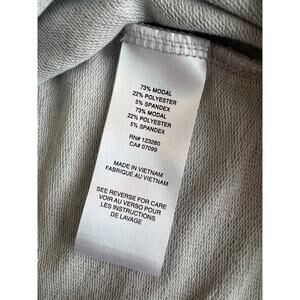 73% MODAL
22% POLYESTER
5% SPANDEX
73% MODAL
22% POLYESTER
5% SPANDEX
RN# 123260
CA# 07099
MADE IN VIETNAM
FABRIQUÉ AU VIETNAM
SEE REVERSE FOR CARE
VOIR AU VERSO POUR
LES INSTRUCTIONS
DE LAVAGE